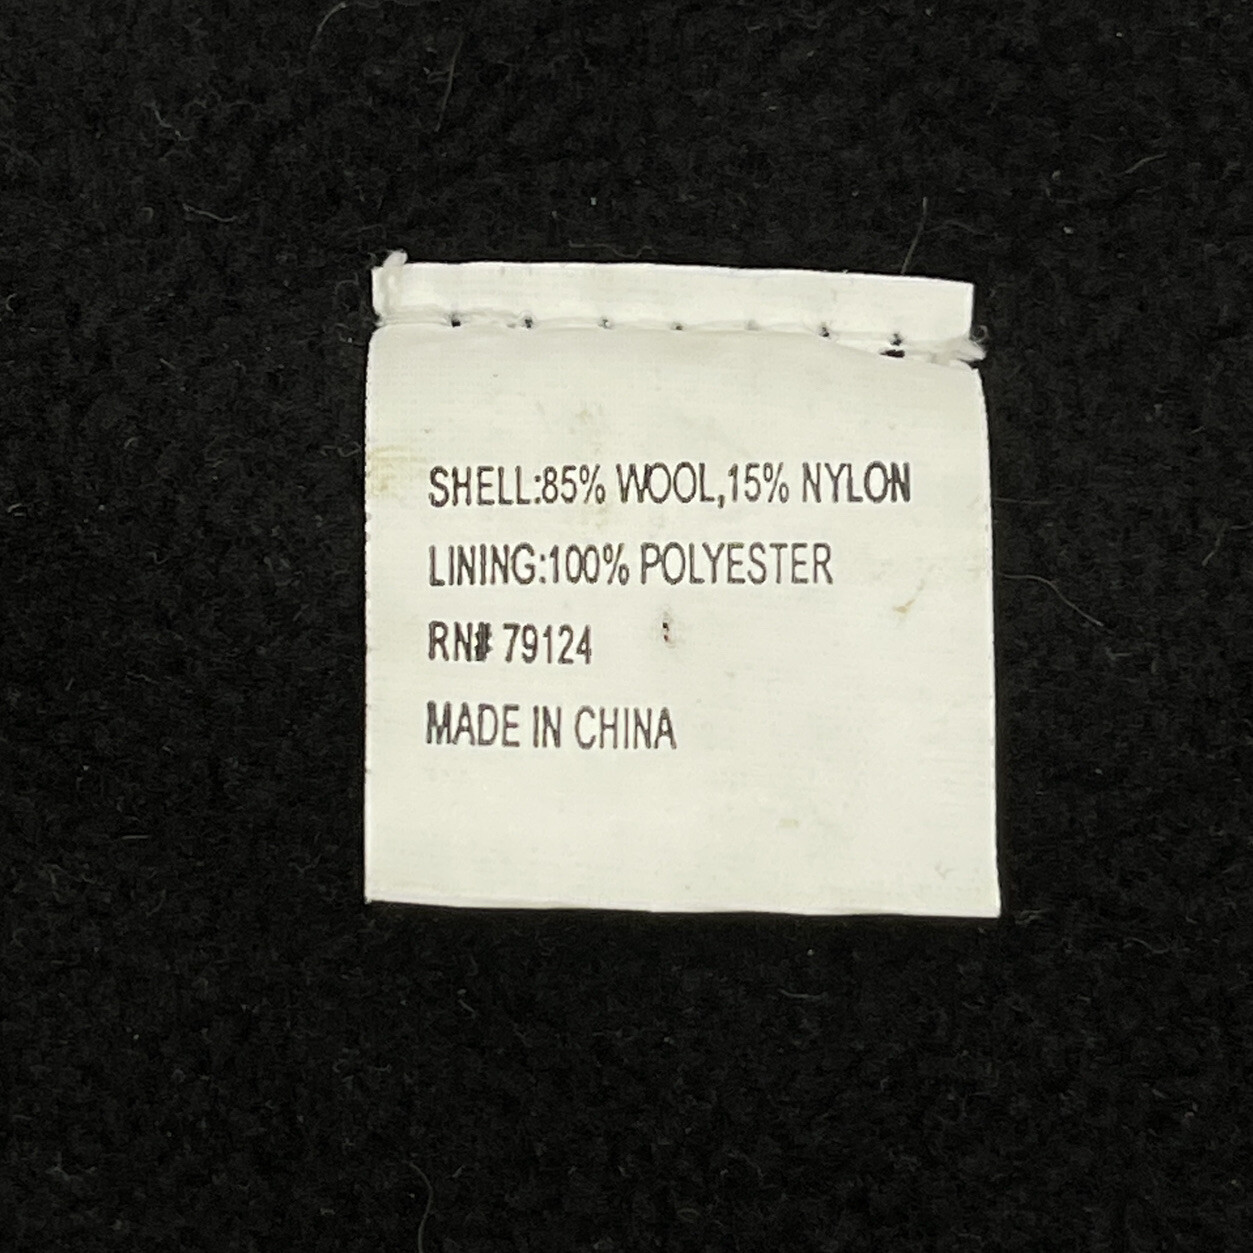 SHELL:85% WOOL,15% NYLON
LINING:100% POLYESTER
RN# 79124
MADE IN CHINA